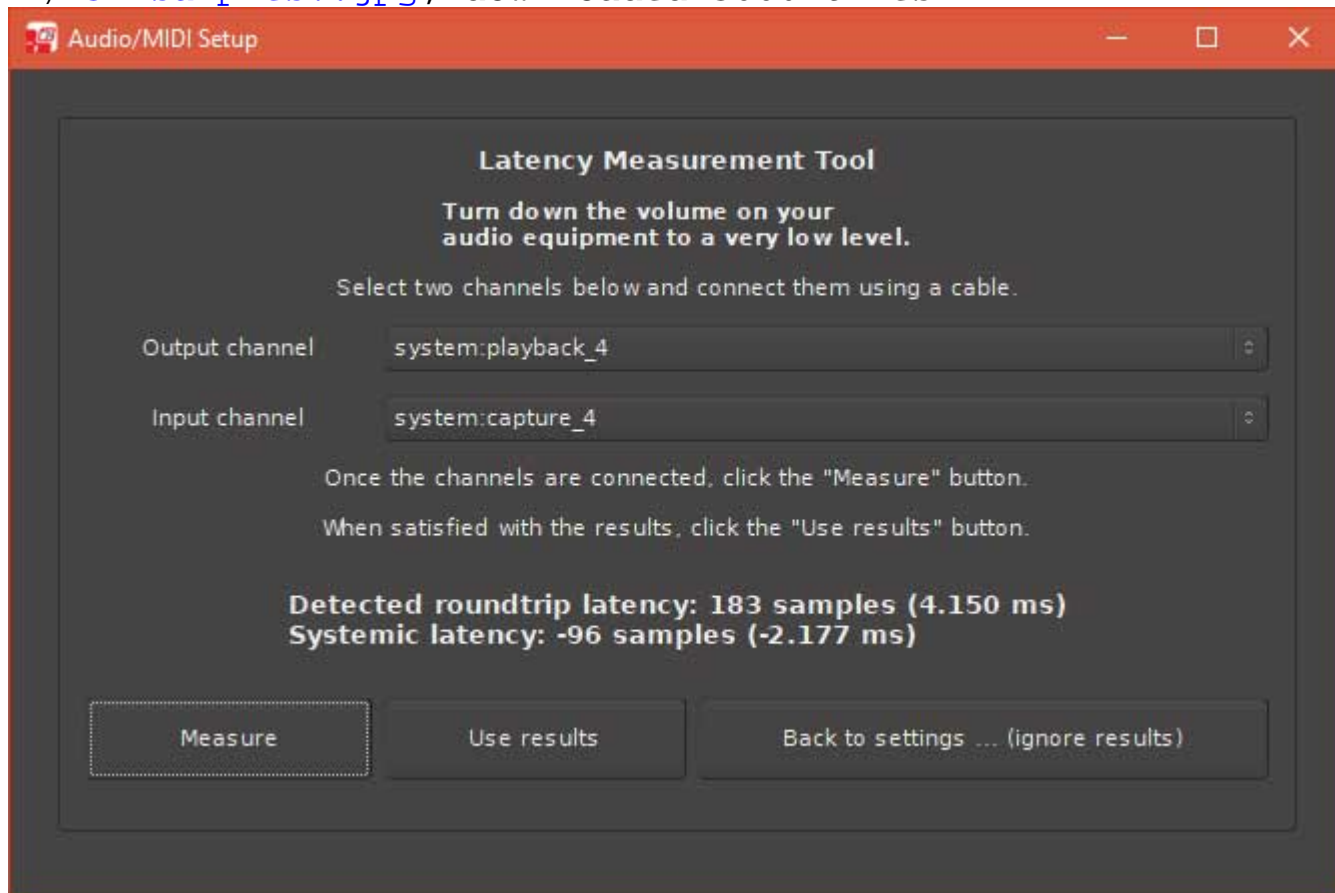 Audio/MIDI Setup
Latency Measurement Tool
Turn down the volume on your
audio equipment to a very low level.
Select two channels below and connect them using a cable.
Output channel system:playback_4
Input channel system:capture_4
Once the channels are connected, click the "Measure" button.
When satisfied with the results, click the "Use results" button.
Detected roundtrip latency: 183 samples (4.150 ms)
Systemic latency: -96 samples (-2.177 ms)
Measure Use results Back to settings ... (ignore results)